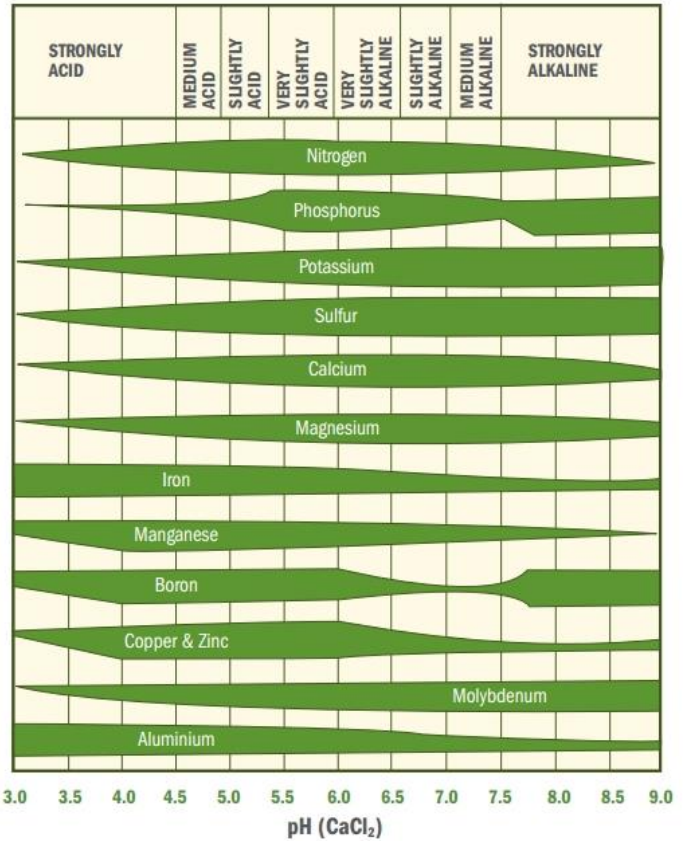 STRONGLY
ACID
MEDIUM
ACID
SLIGHTLY
ACID
VERY
SLIGHTLY
ACID
VERY
SLIGHTLY
ALKALINE
SLIGHTLY
ALKALINE
MEDIUM
ALKALINE
STRONGLY
ALKALINE
Nitrogen
Phosphorus
Potassium
Sulfur
Calcium
Magnesium
Iron
Manganese
Boron
Copper & Zinc
Molybdenum
Aluminium
3.0 3.5 4.0 4.5 5.0 5.5 6.0 6.5 7.0 7.5 8.0 8.5 9.0
pH (CaCl₂)